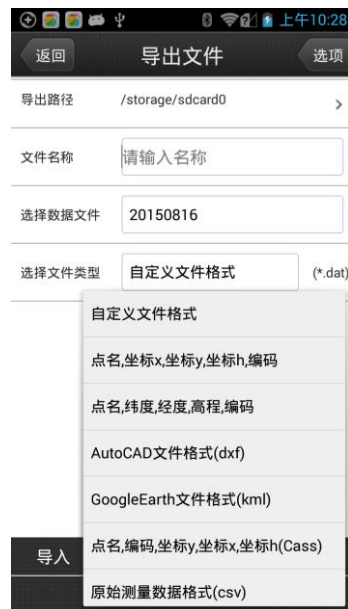 上午10:28
返回 导出文件 选项
导出路径 /storage/sdcard0
文件名称 请输入名称
选择数据文件 20150816
选择文件类型 自定义文件格式 (*.dat)
自定义文件格式
点名,坐标x,坐标y,坐标h,编码
点名,纬度,经度,高程,编码
AutoCAD文件格式(dxf)
GoogleEarth文件格式(kml)
导入 点名,编码,坐标y,坐标x,坐标h(Cass)
原始测量数据格式(csv)